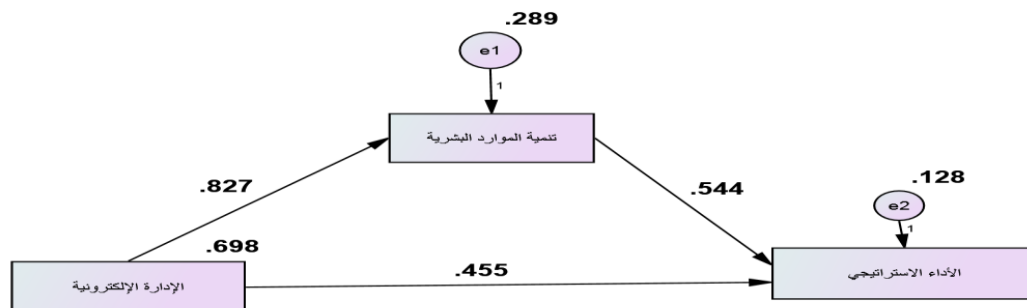 .289
e1
1
تنمية الموارد البشرية
.827
.544
.128
e2
1
.698
.455
الإدارة الإلكترونية
الأداء الاستراتيجي